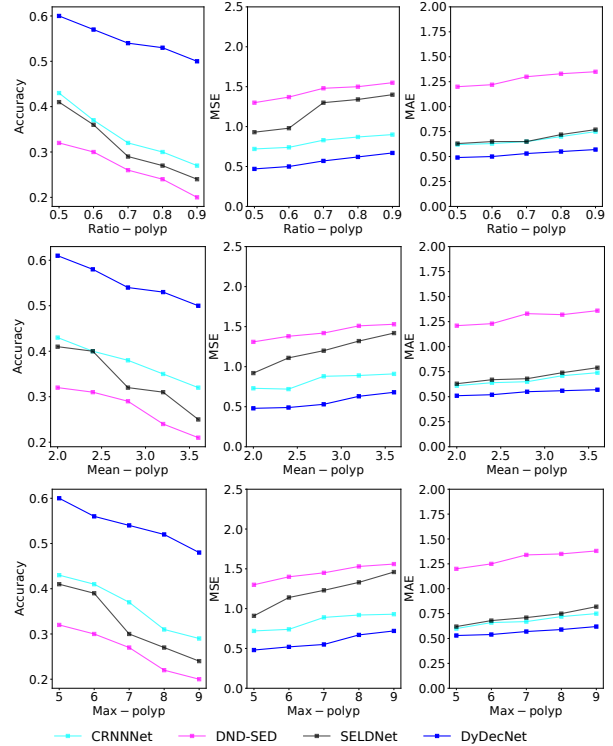 Accuracy
0.6
0.5
0.4
0.3
0.2
0.5 0.6 0.7 0.8 0.9
Ratio − polyp
MSE
2.5
2.0
1.5
1.0
0.5
0.0
0.5 0.6 0.7 0.8 0.9
Ratio − polyp
MAE
2.00
1.75
1.50
1.25
1.00
0.75
0.50
0.25
0.00
0.5 0.6 0.7 0.8 0.9
Ratio − polyp
Accuracy
0.6
0.5
0.4
0.3
0.2
2.0 2.5 3.0 3.5
Mean − polyp
MSE
2.5
2.0
1.5
1.0
0.5
0.0
2.0 2.5 3.0 3.5
Mean − polyp
MAE
2.00
1.75
1.50
1.25
1.00
0.75
0.50
0.25
0.00
2.0 2.5 3.0 3.5
Mean − polyp
Accuracy
0.6
0.5
0.4
0.3
0.2
5 6 7 8 9
Max − polyp
MSE
2.5
2.0
1.5
1.0
0.5
0.0
5 6 7 8 9
Max − polyp
MAE
2.00
1.75
1.50
1.25
1.00
0.75
0.50
0.25
0.00
5 6 7 8 9
Max − polyp
CRNNNet DND-SED SELDNet DyDecNet